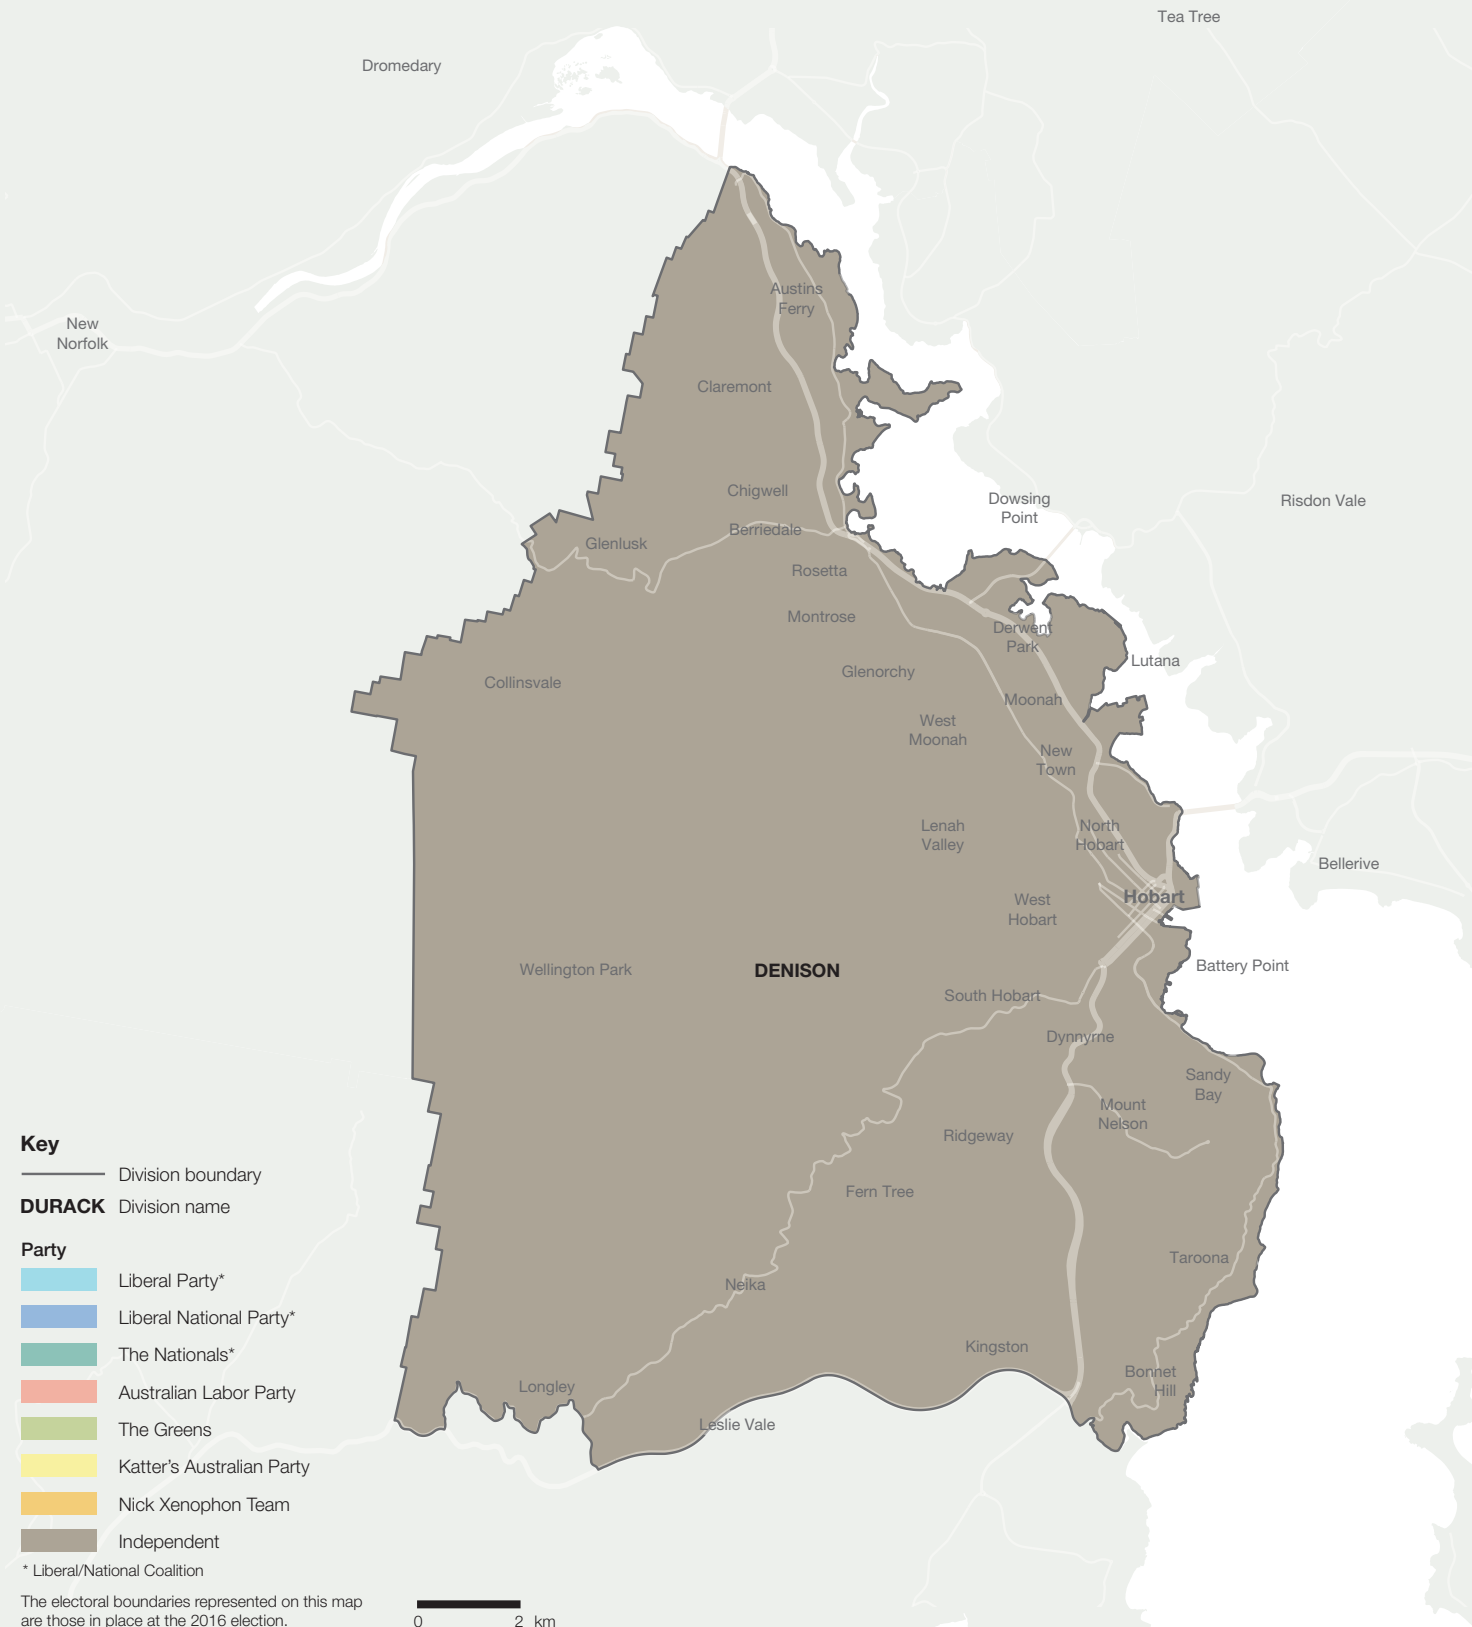 Tea Tree
Dromedary
New
Norfolk
Austins
Ferry
Claremont
Chigwell
Dowsing
Point
Risdon Vale
Berriedale
Glenlusk
Rosetta
Montrose
Derwent
Park
Lutana
Glenorchy
Collinsvale
Moonah
West
Moonah
New
Town
Lenah
Valley
North
Hobart
Bellerive
Hobart
West
Hobart
Battery Point
Wellington Park
DENISON
South Hobart
Dynnyrne
Sandy
Bay
Mount
Nelson
Ridgeway
Fern Tree
Taroona
Neika
Kingston
Bonnet
Hill
Longley
Leslie Vale
Key
Division boundary
DURACK Division name
Party
Liberal Party*
Liberal National Party*
The Nationals*
Australian Labor Party
The Greens
Katter’s Australian Party
Nick Xenophon Team
Independent
* Liberal/National Coalition
The electoral boundaries represented on this map
are those in place at the 2016 election.
0 2 km